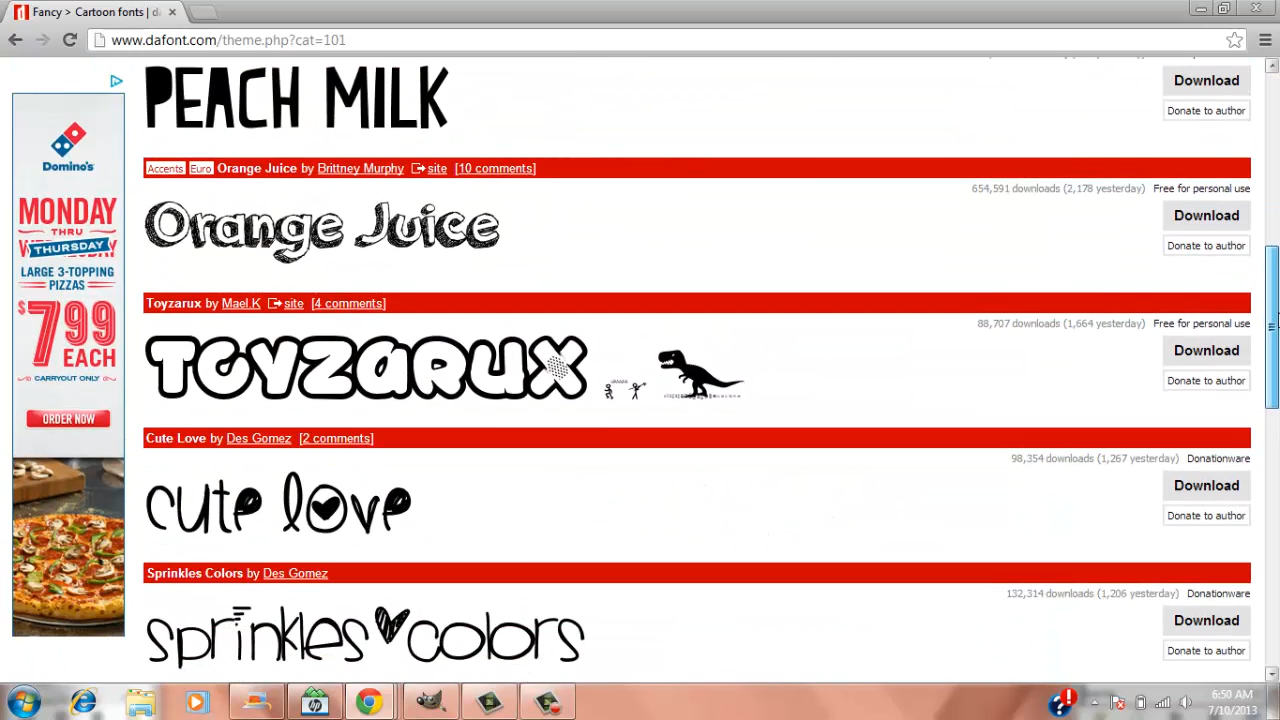 Fancy > Cartoon fonts | d
www.dafont.com/theme.php?cat=101
PEACH MILK
Download
Donate to author
Accents Euro Orange Juice by Brittney Murphy site [10 comments]
654,591 downloads (2,178 yesterday) Free for personal use
Orange Juice
Download
Donate to author
Toyzarux by Mael.K site [4 comments]
88,707 downloads (1,664 yesterday) Free for personal use
Toyzarux
Download
Donate to author
Cute Love by Des Gomez [2 comments]
98,354 downloads (1,267 yesterday) Donationware
cute love
Download
Donate to author
Sprinkles Colors by Des Gomez
132,314 downloads (1,206 yesterday) Donationware
sprinkles colors
Download
Donate to author
Domino's
MONDAY
THRU
THURSDAY
LARGE 3-TOPPING
PIZZAS
$7.99
EACH
CARRYOUT ONLY
ORDER NOW
6:50 AM
7/10/2013